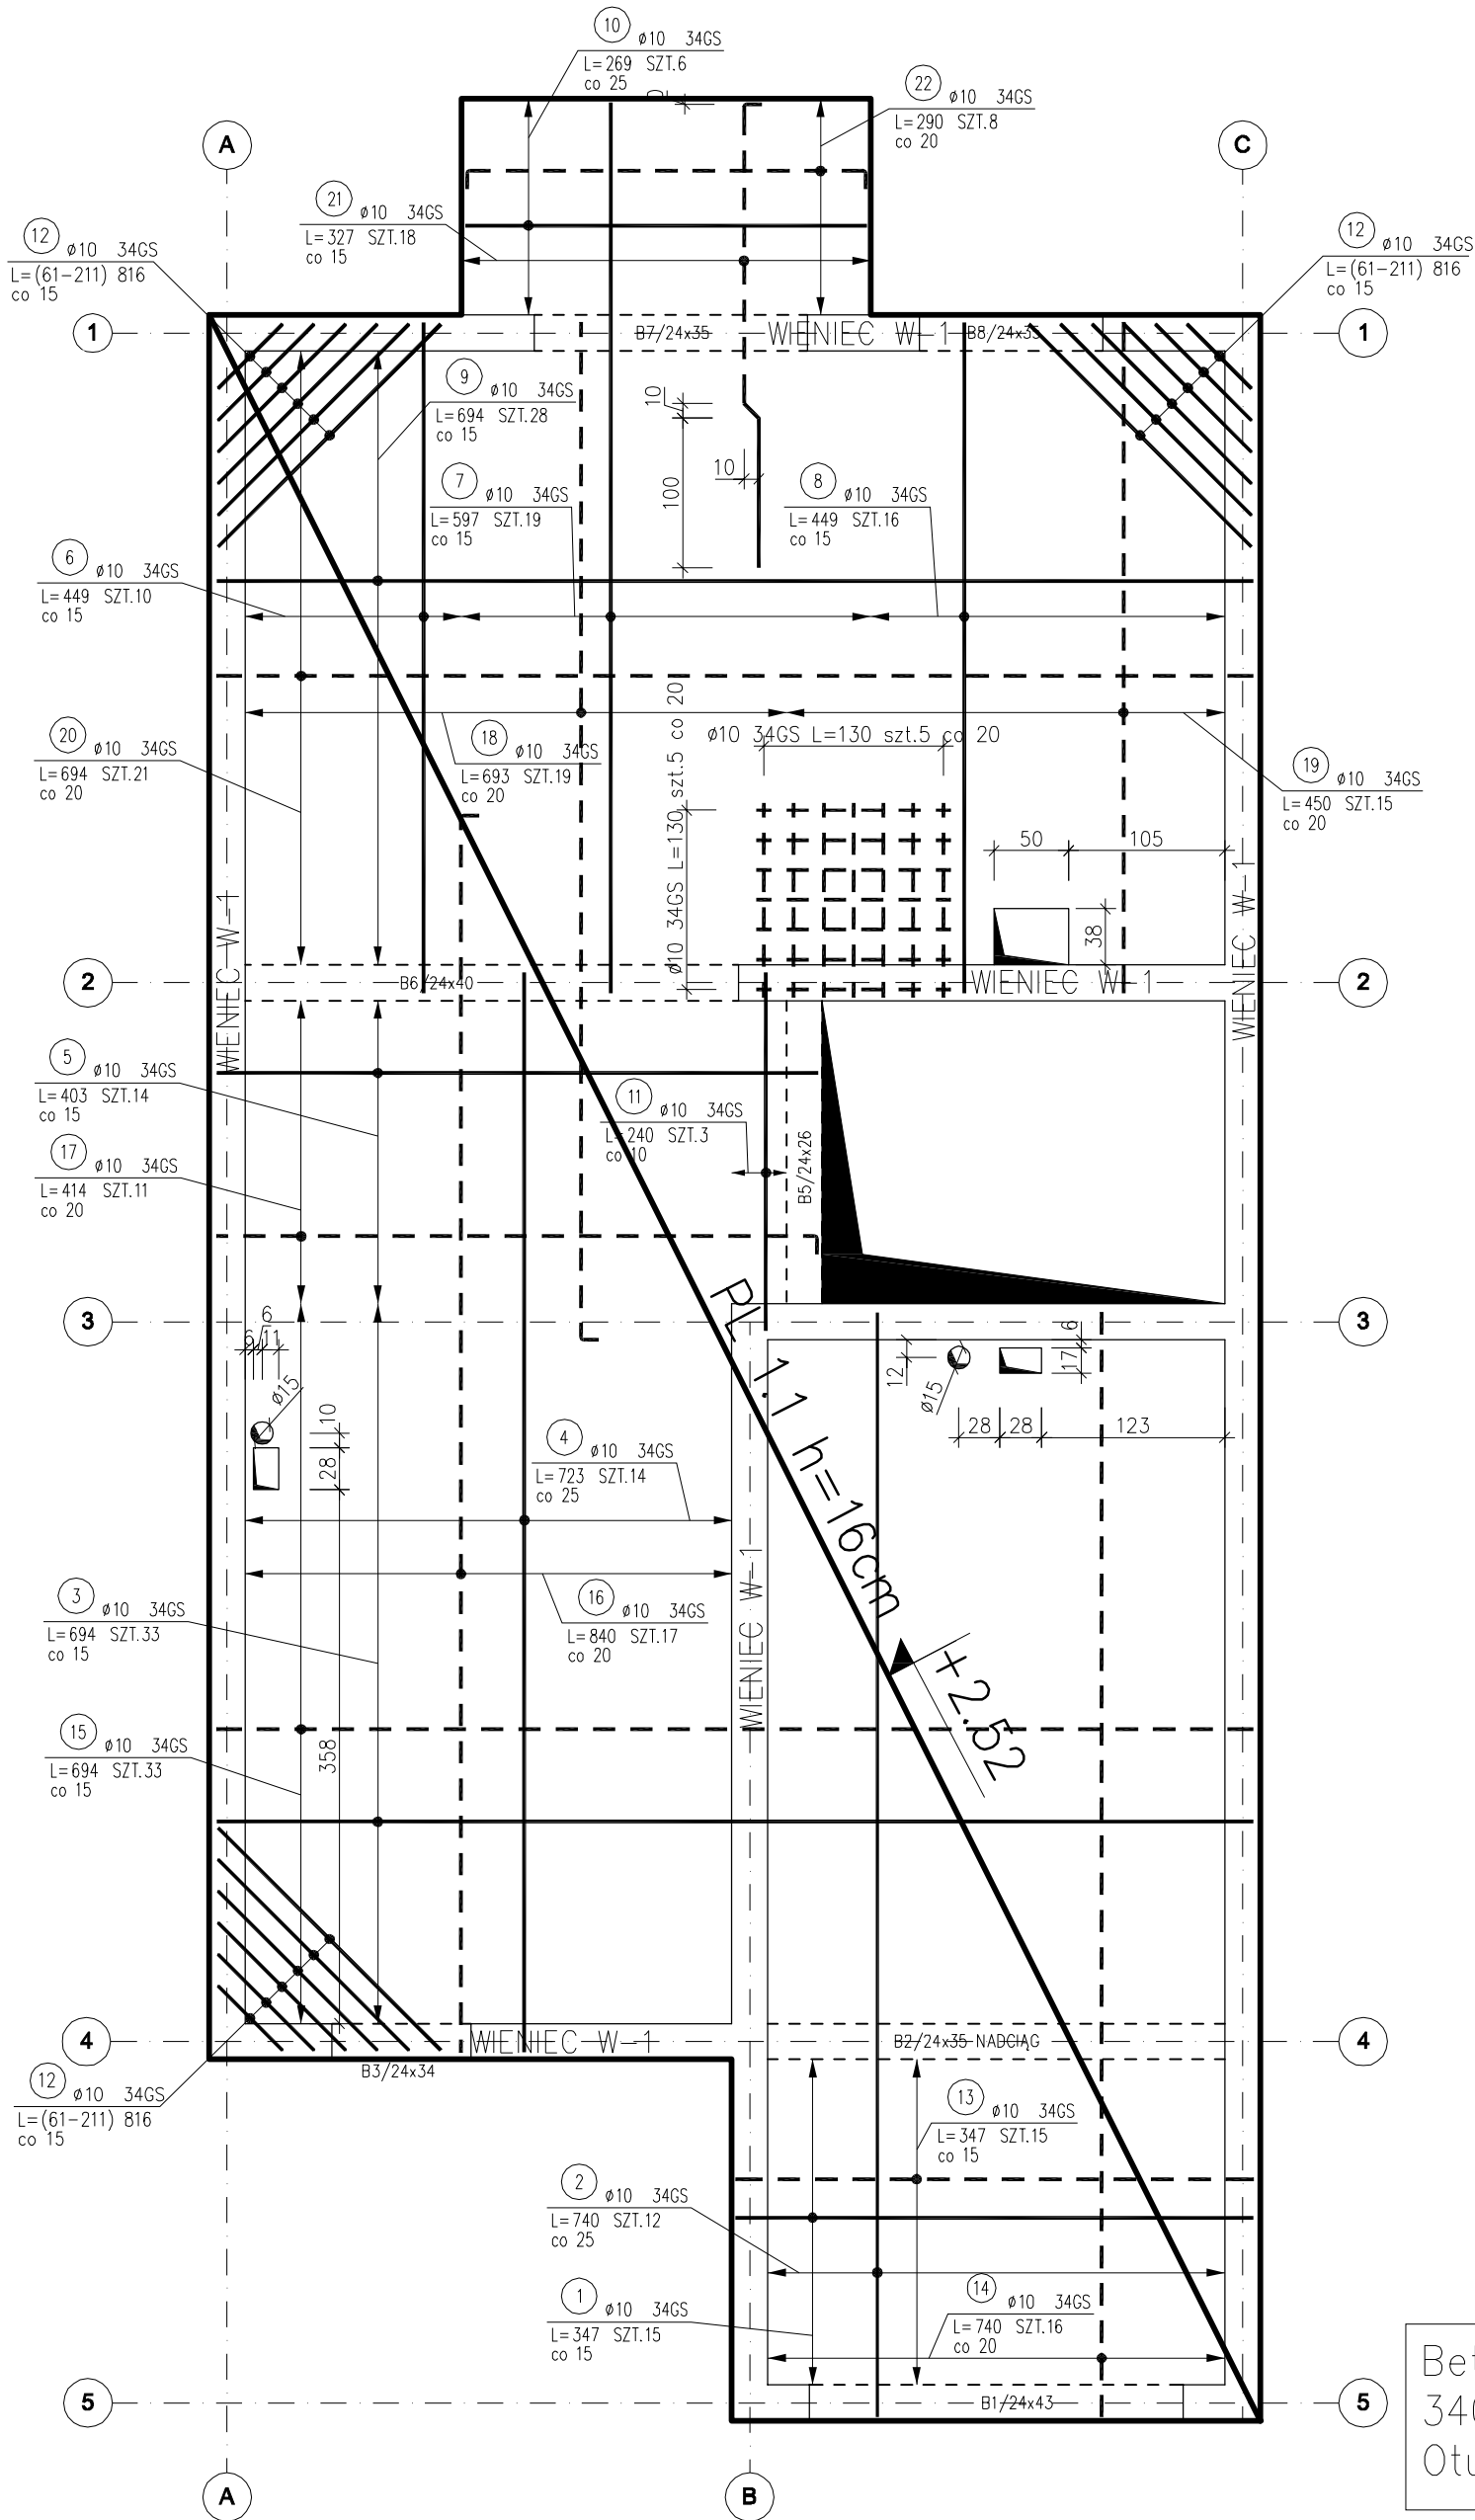 10 ø10 34GS
L=269 SZT.6
co 25
22 ø10 34GS
L=290 SZT.8
co 20
A
C
21 ø10 34GS
L=327 SZT.18
co 15
12 ø10 34GS
L=(61-211) 816
co 15
12 ø10 34GS
L=(61-211) 816
co 15
1
B7/24x35
WIENIEC W-1
B8/24x35
1
9 ø10 34GS
L=694 SZT.28
co 15
10
100
10
7 ø10 34GS
L=597 SZT.19
co 15
8 ø10 34GS
L=449 SZT.16
co 15
6 ø10 34GS
L=449 SZT.10
co 15
20 ø10 34GS
L=694 SZT.21
co 20
18 ø10 34GS
L=693 SZT.19
co 20
ø10 34GS L=130 szt.5 co 20
ø10 34GS L=130 szt.5 co 20
19 ø10 34GS
L=450 SZT.15
co 20
50
105
38
WIENIEC W-1
WIENIEC W-1
2
B6/24x40
WIENIEC W-1
2
5 ø10 34GS
L=403 SZT.14
co 15
11 ø10 34GS
L=240 SZT.3
co 10
B5/24x26
17 ø10 34GS
L=414 SZT.11
co 20
3
3
6
6
11
ø15
10
28
358
12
ø15
6
17
28
28
123
PŁ 1.1 h=16cm
+2.52
4 ø10 34GS
L=723 SZT.14
co 25
16 ø10 34GS
L=840 SZT.17
co 20
3 ø10 34GS
L=694 SZT.33
co 15
WIENIEC W-1
15 ø10 34GS
L=694 SZT.33
co 15
4
WIENIEC W-1
B2/24x35 NADCIĄG
4
B3/24x34
12 ø10 34GS
L=(61-211) 816
co 15
13 ø10 34GS
L=347 SZT.15
co 15
2 ø10 34GS
L=740 SZT.12
co 25
1 ø10 34GS
L=347 SZT.15
co 15
14 ø10 34GS
L=740 SZT.16
co 20
5
B1/24x43
5
A
B